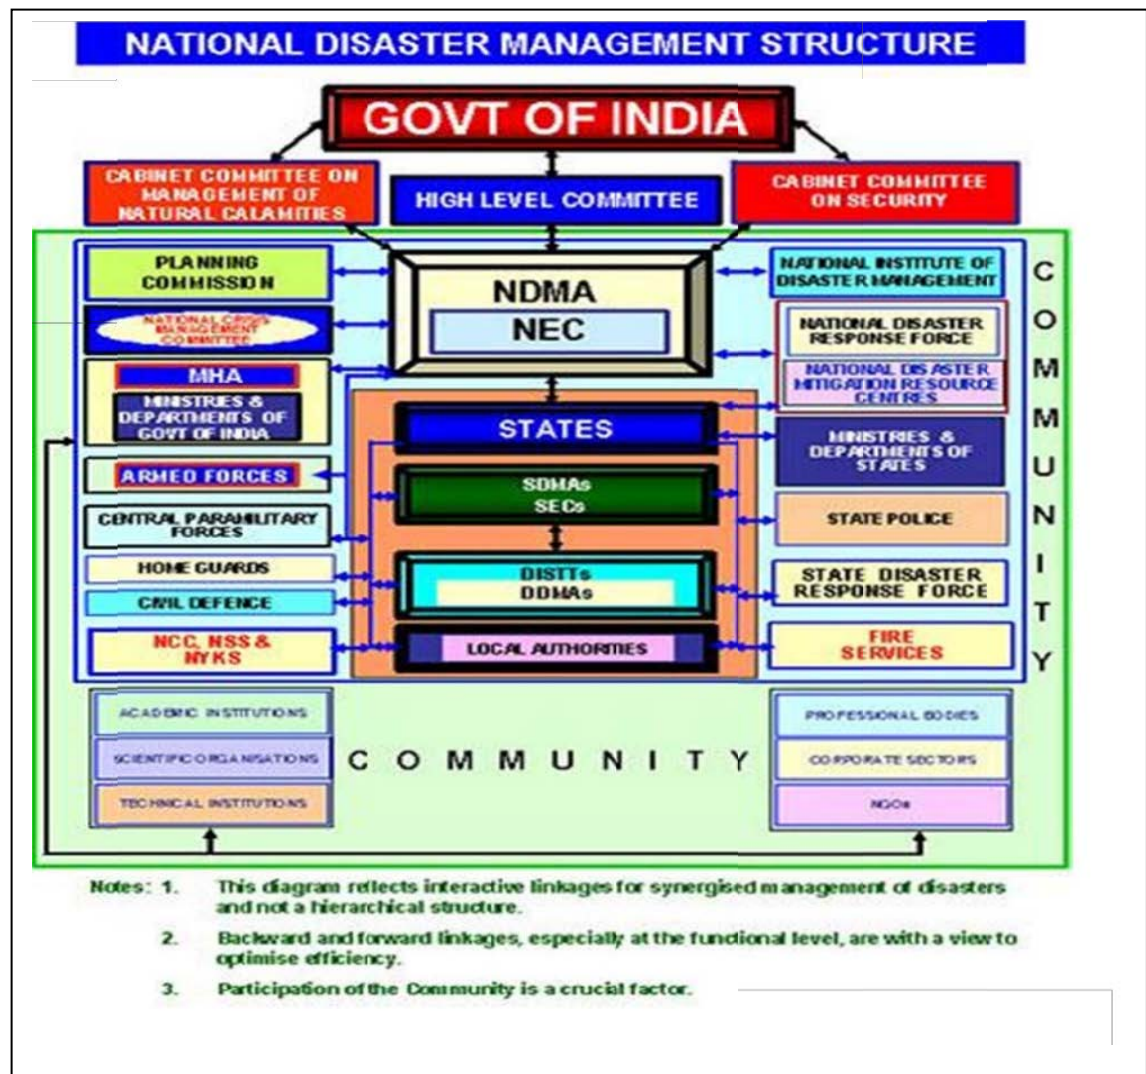 NATIONAL DISASTER MANAGEMENT STRUCTURE
GOVT OF INDIA
CABINET COMMITTEE ON
MANAGEMENT OF
NATURAL CALAMITIES
HIGH LEVEL COMMITTEE
CABINET COMMITTEE
ON SECURITY
PLANNING
COMMISSION
NATIONAL CRISIS
MANAGEMENT
COMMITTEE
MHA
MINISTRIES &
DEPARTMENTS OF
GOVT OF INDIA
ARMED FORCES
CENTRAL PARAMILITARY
FORCES
HOME GUARDS
CIVIL DEFENCE
NCC, NSS &
NYKS
NDMA
NEC
STATES
SDMAs
SECs
DISTTs
DDMAs
LOCAL AUTHORITIES
NATIONAL INSTITUTE OF
DISASTER MANAGEMENT
NATIONAL DISASTER
RESPONSE FORCE
NATIONAL DISASTER
MITIGATION RESOURCE
CENTRES
MINISTRIES &
DEPARTMENTS OF
STATES
STATE POLICE
STATE DISASTER
RESPONSE FORCE
FIRE
SERVICES
COMMUNITY
ACADEMIC INSTITUTIONS
SCIENTIFIC ORGANISATIONS
TECHNICAL INSTITUTIONS
COMMUNITY
PROFESSIONAL BODIES
CORPORATE SECTORS
NGOs
Notes: 1. This diagram reflects interactive linkages for synergised management of disasters
and not a hierarchical structure.
2. Backward and forward linkages, especially at the functional level, are with a view to
optimise efficiency.
3. Participation of the Community is a crucial factor.